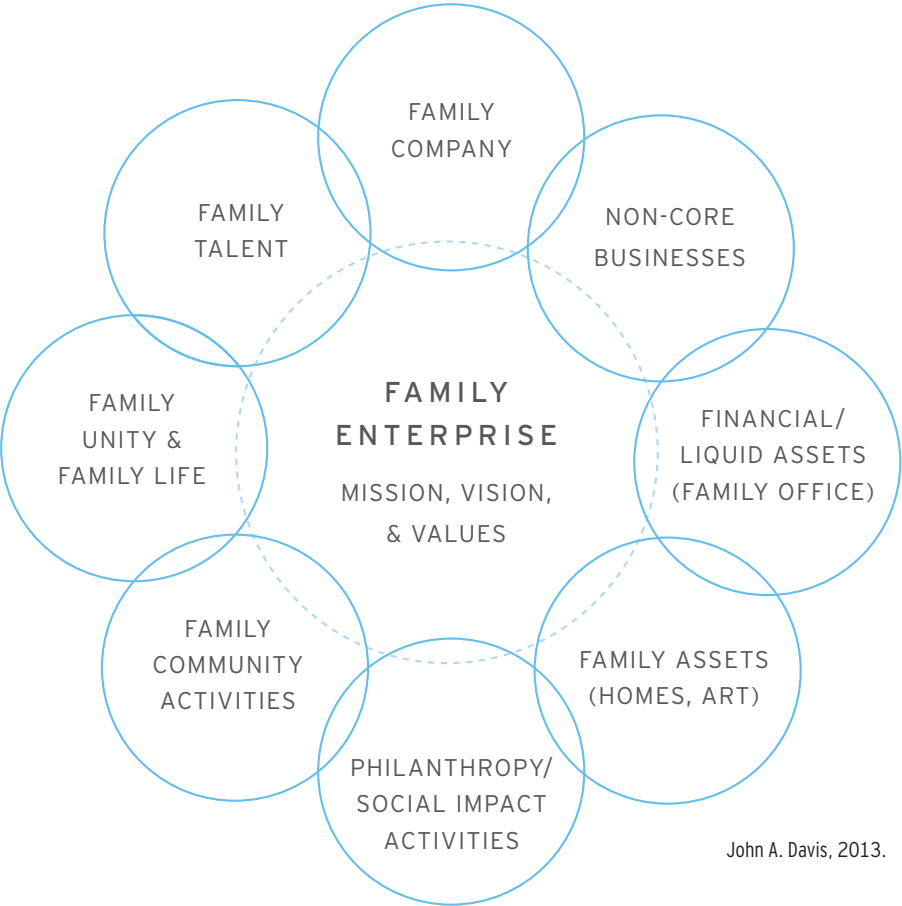 FAMILY
COMPANY
NON-CORE
BUSINESSES
FINANCIAL/
LIQUID ASSETS
(FAMILY OFFICE)
FAMILY ASSETS
(HOMES, ART)
PHILANTHROPY/
SOCIAL IMPACT
ACTIVITIES
FAMILY
COMMUNITY
ACTIVITIES
FAMILY
UNITY &
FAMILY LIFE
FAMILY
TALENT
FAMILY
ENTERPRISE
MISSION, VISION,
& VALUES
John A. Davis, 2013.